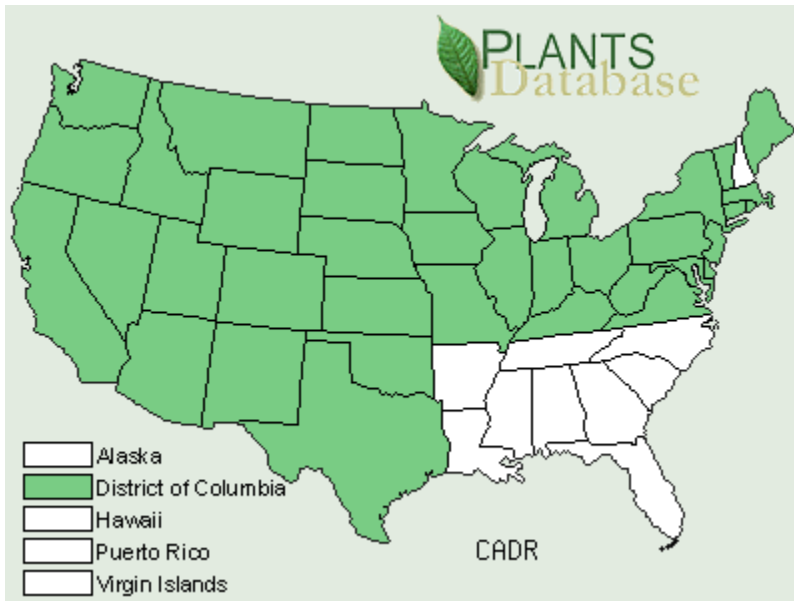 PLANTS
Database
Alaska
District of Columbia
Hawaii
Puerto Rico
Virgin Islands
CADR